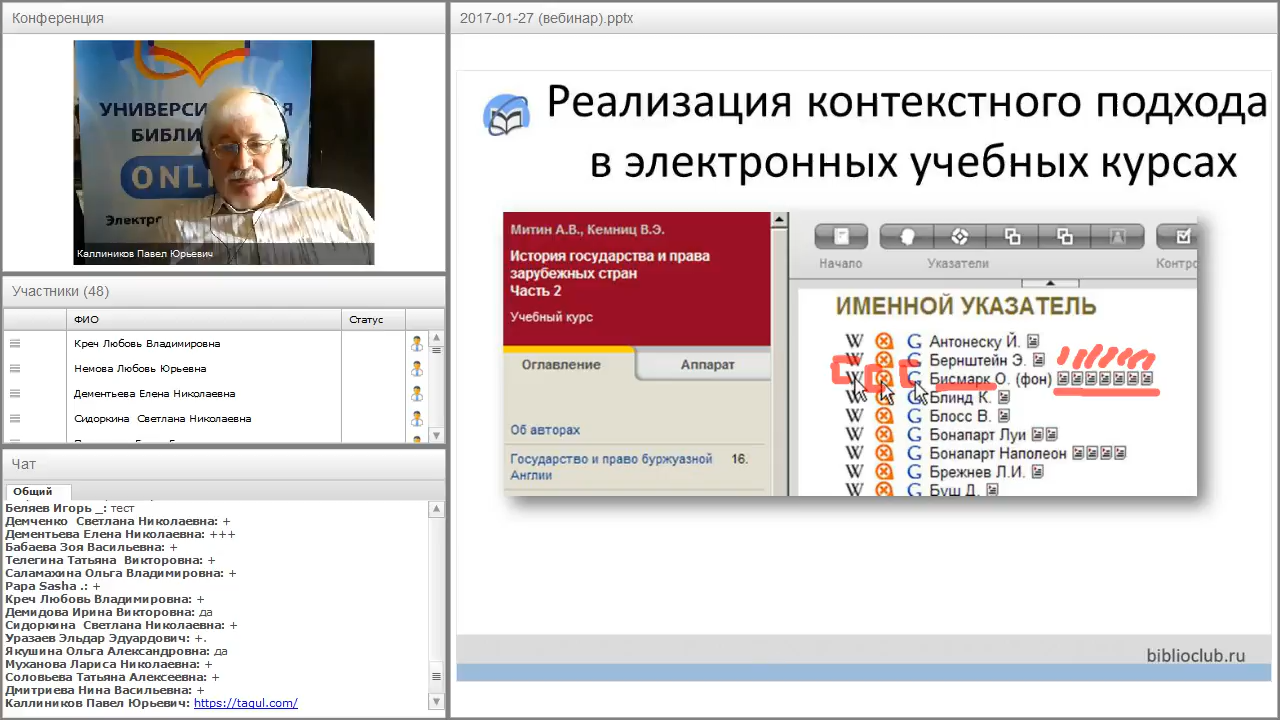 Конференция
УНИВЕРСИ АЯ
БИБЛИ
ONL
Электро
Каллиников Павел Юрьевич
Участники (48)
ФИО
Статус
Креч Любовь Владимировна
Немова Любовь Юрьевна
Дементьева Елена Николаевна
Сидоркина Светлана Николаевна
Чат
Общий
Беляев Игорь _: тест
Демченко Светлана Николаевна: +
Дементьева Елена Николаевна: +++
Бабаева Зоя Васильевна: +
Телегина Татьяна Викторовна: +
Саламахина Ольга Владимировна: +
Papa Sasha .: +
Креч Любовь Владимировна: +
Демидова Ирина Викторовна: да
Сидоркина Светлана Николаевна: +
Уразаев Эльдар Эдуардович: +.
Якушина Ольга Александровна: да
Муханова Лариса Николаевна: +
Соловьева Татьяна Алексеевна: +
Дмитриева Нина Васильевна: +
Каллиников Павел Юрьевич: https://tagul.com/
2017-01-27 (вебинар).pptx
Реализация контекстного подхода
в электронных учебных курсах
Митин А.В., Кемниц В.Э.
История государства и права
зарубежных стран
Часть 2
Учебный курс
Оглавление
Аппарат
Об авторах
Государство и право буржуазной 16.
Англии
Начало
Указатели
Контро
ИМЕННОЙ УКАЗАТЕЛЬ
W G Антонеску Й.
W G Бернштейн Э.
W G Бисмарк О. (фон)
W G Блинд К.
W G Блосс В.
W G Бонапарт Луи
W G Бонапарт Наполеон
W G Брежнев Л.И.
W G Буш Д.
biblioclub.ru